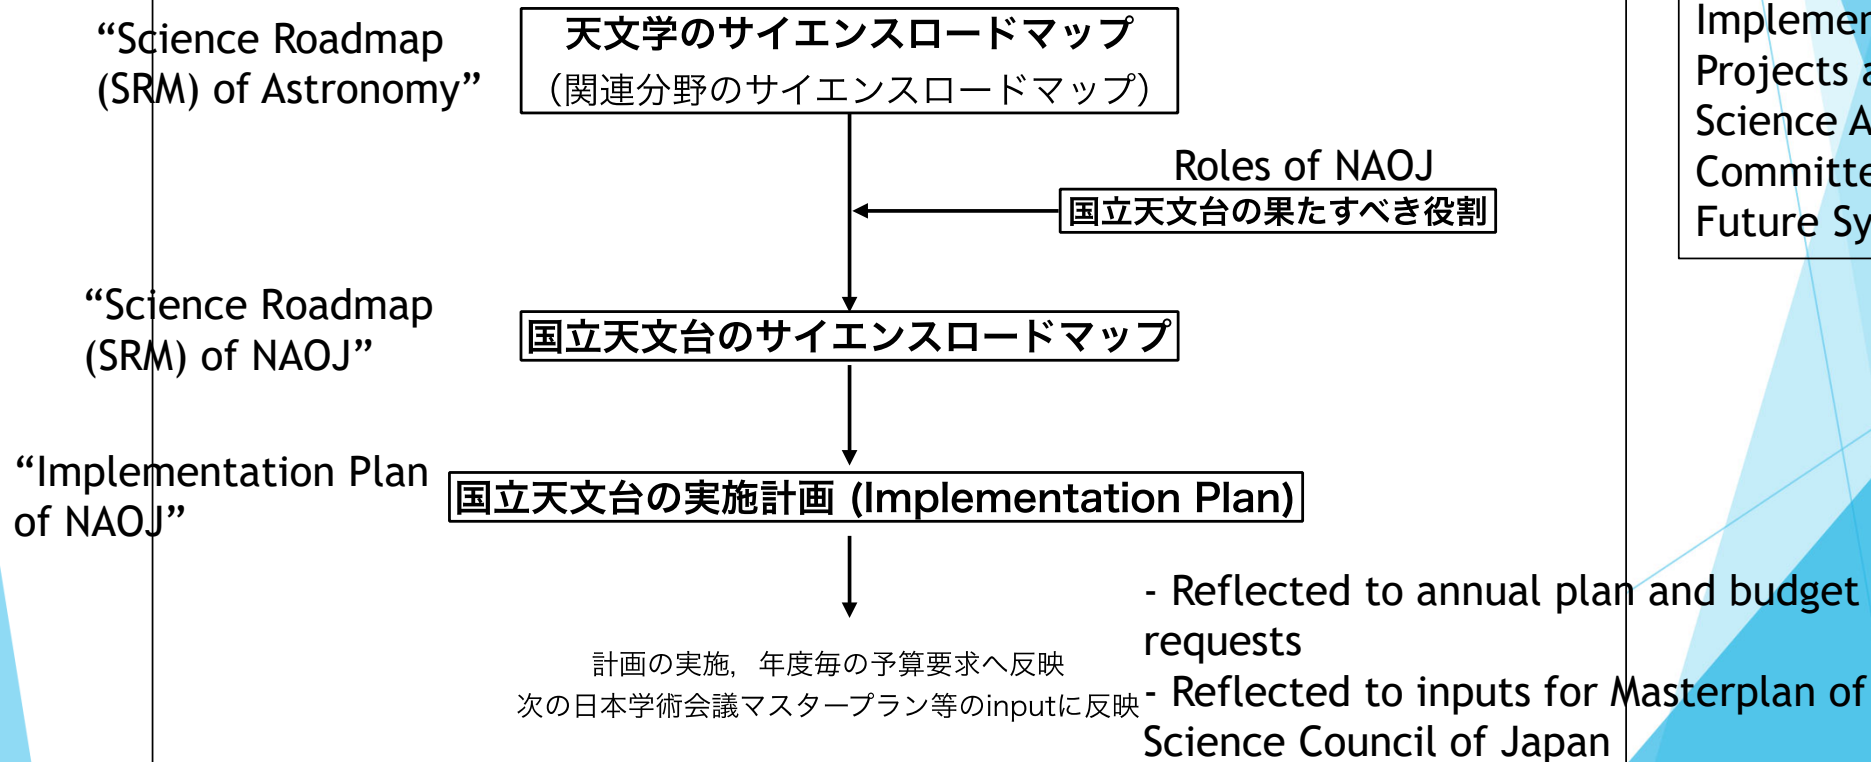 “Science Roadmap
(SRM) of Astronomy”
天文学のサイエンスロードマップ
（関連分野のサイエンスロードマップ）
Roles of NAOJ
国立天文台の果たすべき役割
“Science Roadmap
(SRM) of NAOJ”
国立天文台のサイエンスロードマップ
“Implementation Plan
of NAOJ”
国立天文台の実施計画 (Implementation Plan)
計画の実施，年度毎の予算要求へ反映
次の日本学術会議マスタープラン等のinputに反映
- Reflected to annual plan and budget
requests
- Reflected to inputs for Masterplan of
Science Council of Japan
Projects
Science
Future